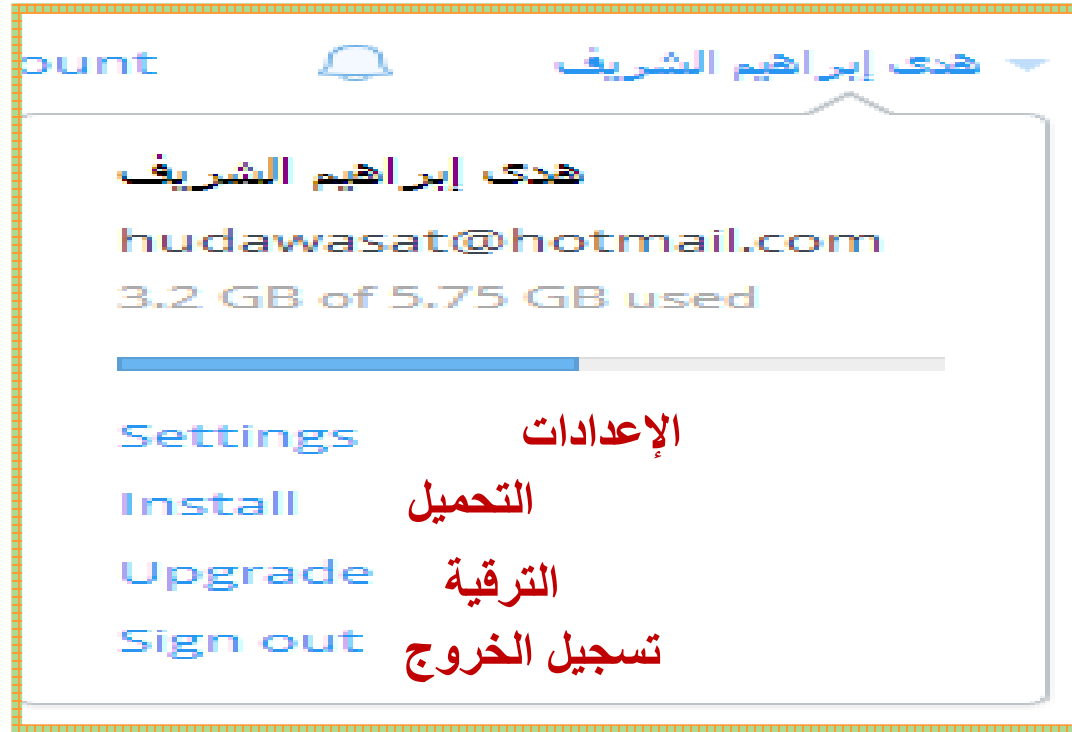 ount هدى إبراهيم الشريف
هدى إبراهيم الشريف
hudawasat@hotmail.com
3.2 GB of 5.75 GB used
Settings الإعدادات
Install التحميل
Upgrade الترقية
Sign out تسجيل الخروج